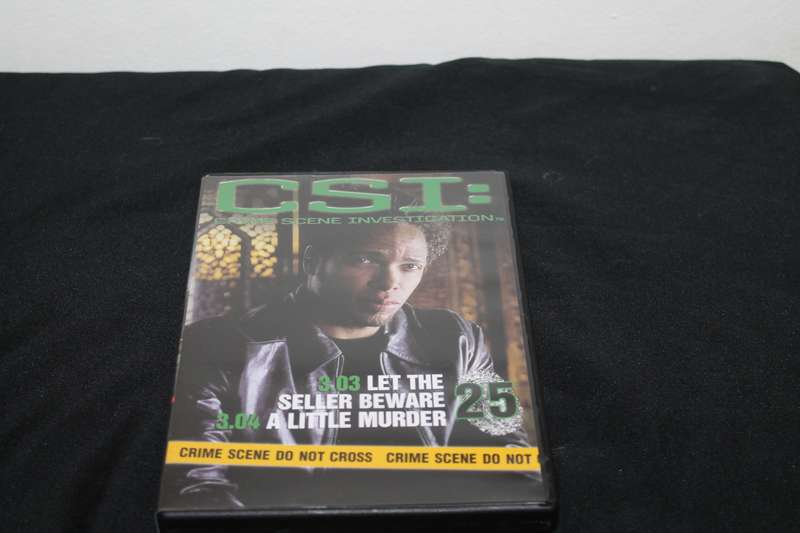 CSI:
CRIME SCENE INVESTIGATION™
3.03 LET THE
SELLER BEWARE
3.04 A LITTLE MURDER
25
CRIME SCENE DO NOT CROSS CRIME SCENE DO NOT C